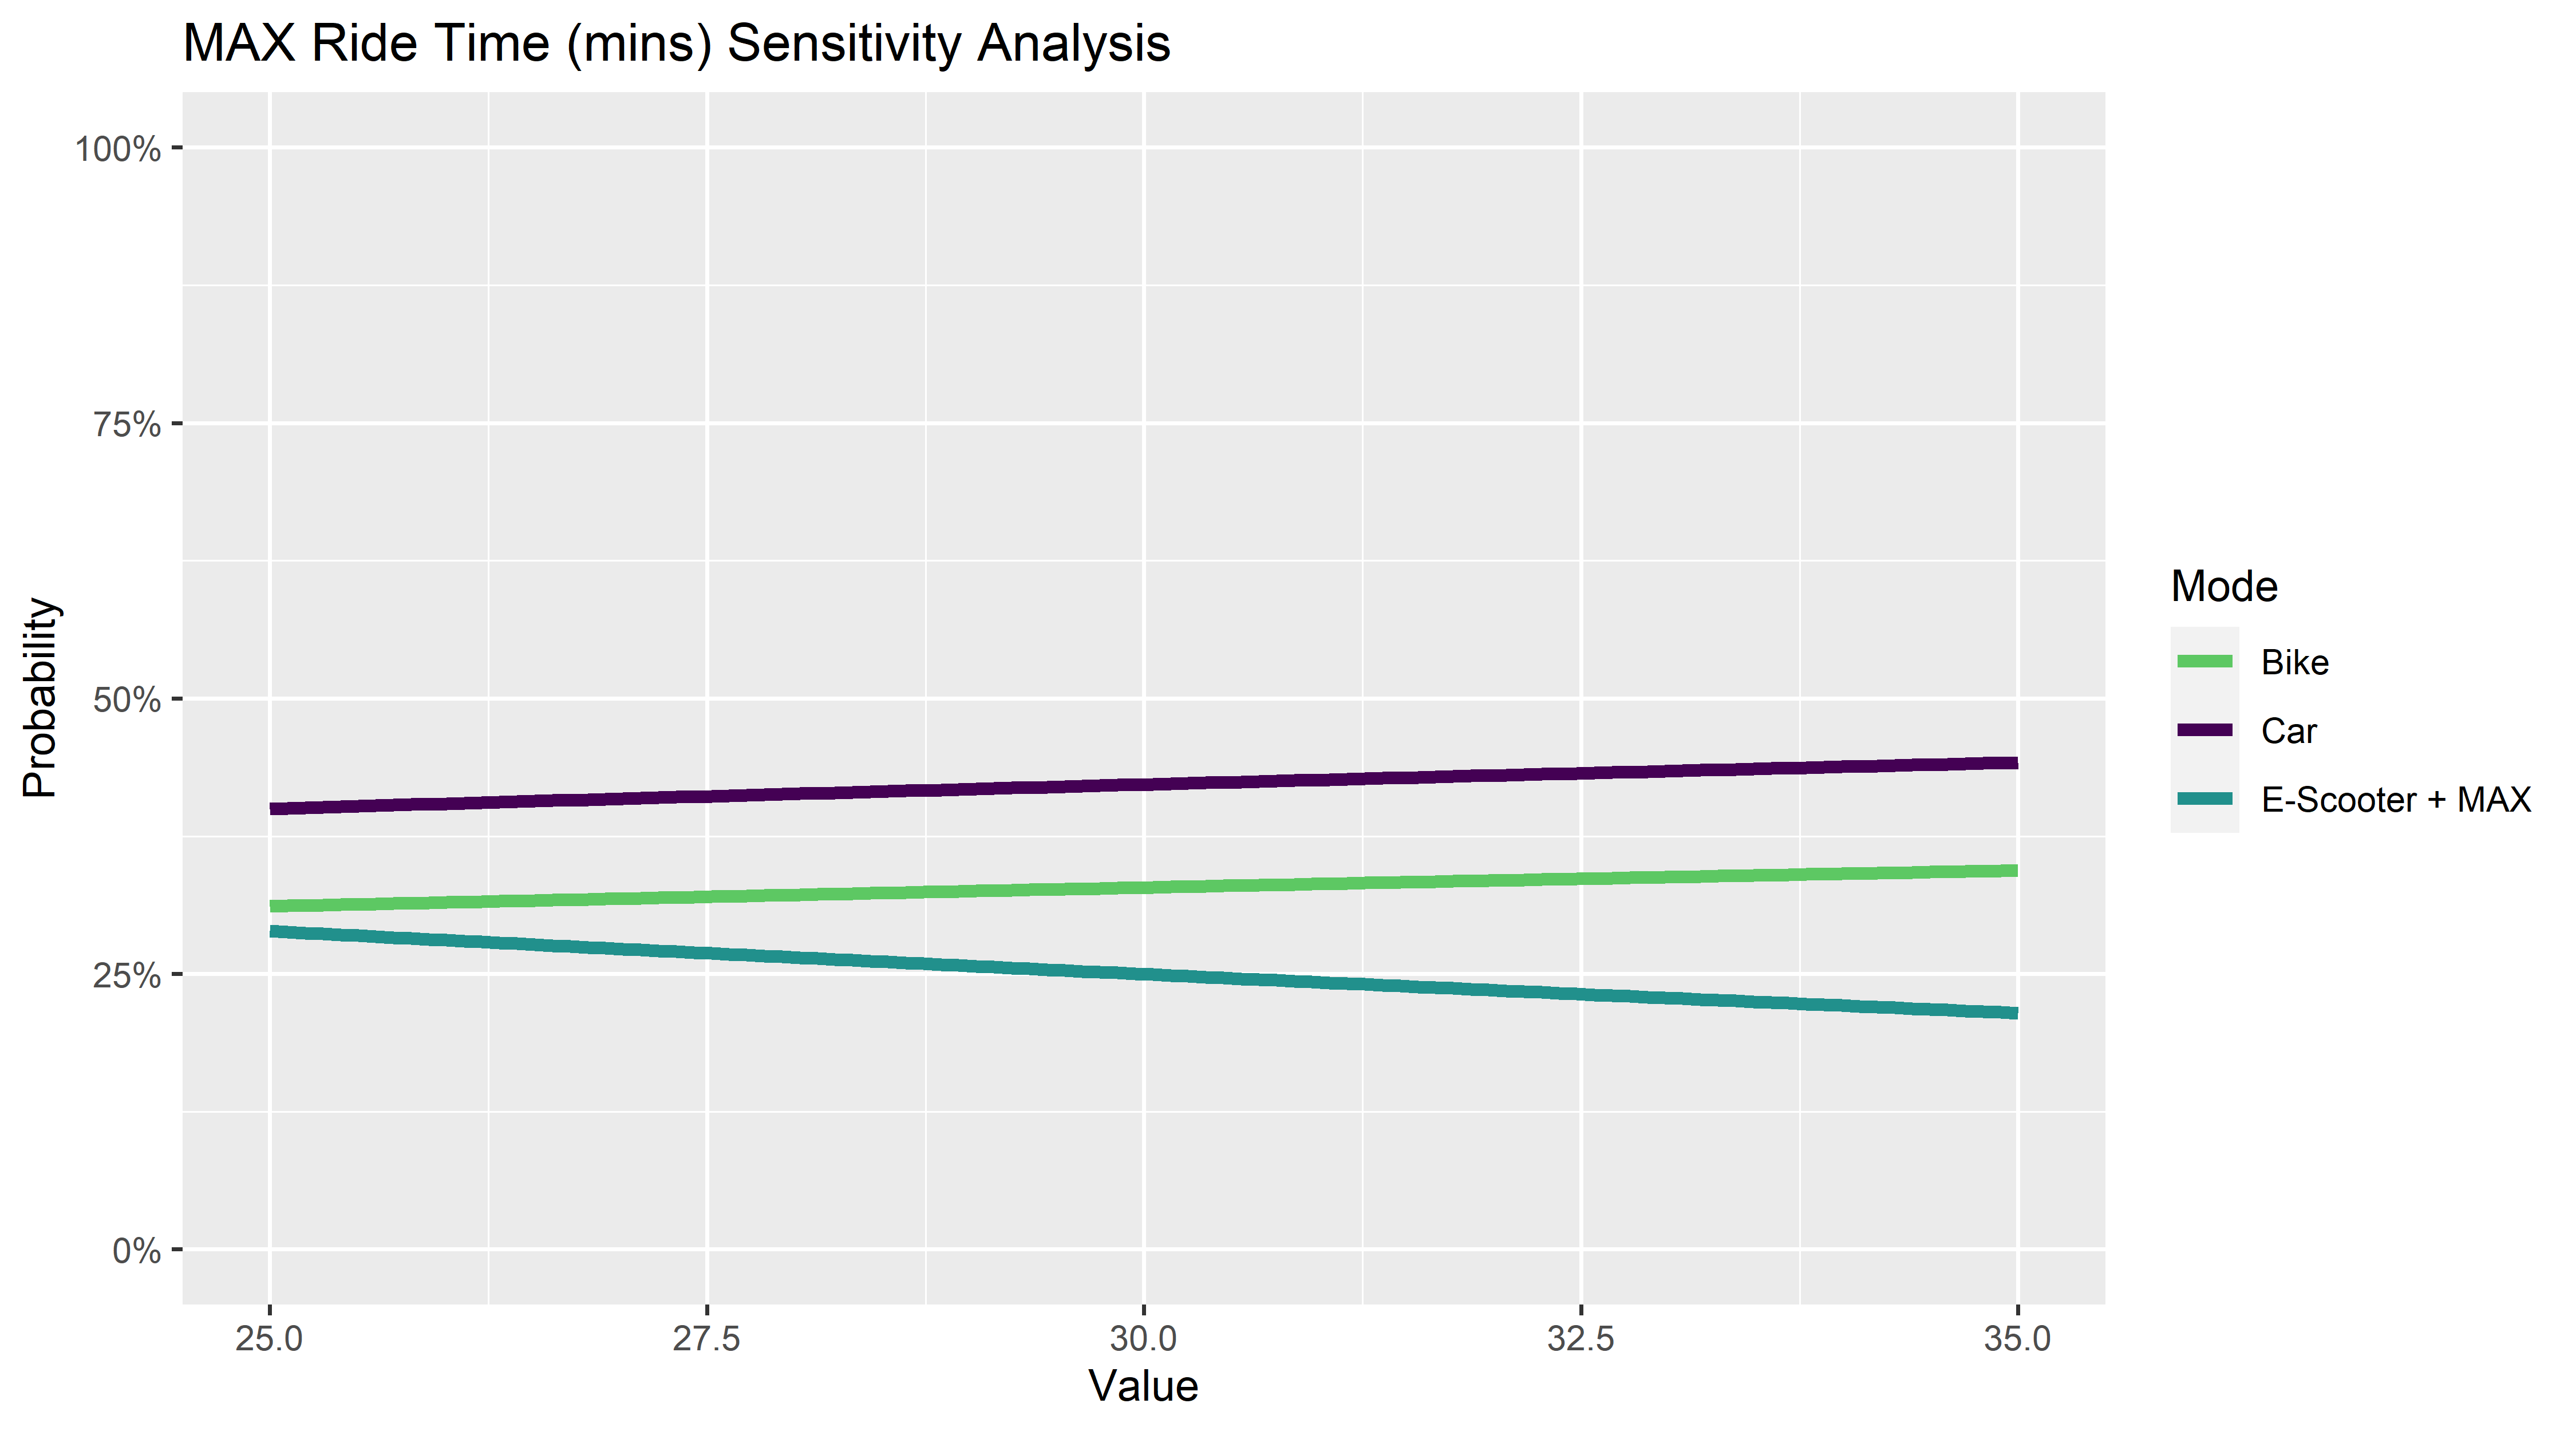 MAX Ride Time (mins) Sensitivity Analysis
100%
75%
50%
25%
0%
Probability
25.0 27.5 30.0 32.5 35.0
Value
Mode
Bike
Car
E-Scooter + MAX